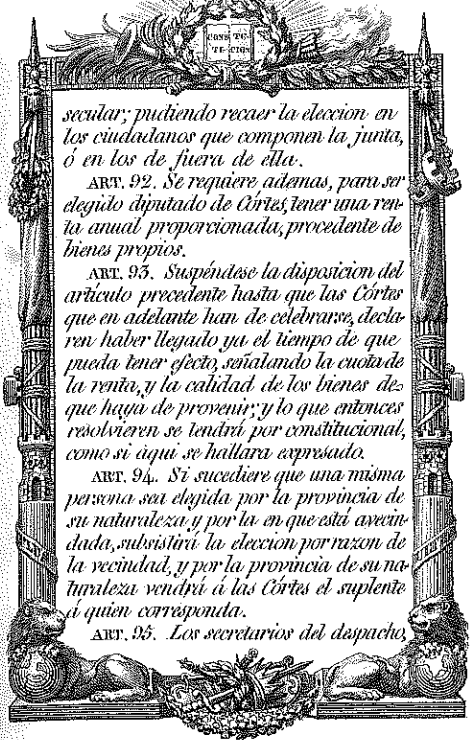 CONS TI-
TU CION
secular; pudiendo recaer la eleccion en
los ciudadanos que componen la junta,
ó en los de fuera de ella.
ART. 92. Se requiere ademas, para ser
elegido diputado de Córtes, tener una ren-
ta anual proporcionada, procedente de
bienes propios.
ART. 93. Suspéndese la disposicion del
artículo precedente hasta que las Córtes
que en adelante han de celebrarse, decla-
ren haber llegado ya el tiempo de que
pueda tener efecto, señalando la cuota de
la renta, y la calidad de los bienes de
que haya de provenir; y lo que entonces
resolvieren se tendrá por constitucional,
como si aqui se hallara expresado.
ART. 94. Si sucediere que una misma
persona sea elegida por la provincia de
su naturaleza y por la en que está avecin-
dada, subsistirá la eleccion por razon de
la vecindad, y por la provincia de su na-
turaleza vendrá á las Córtes el suplente
á quien corresponda.
ART. 95. Los secretarios del despacho,